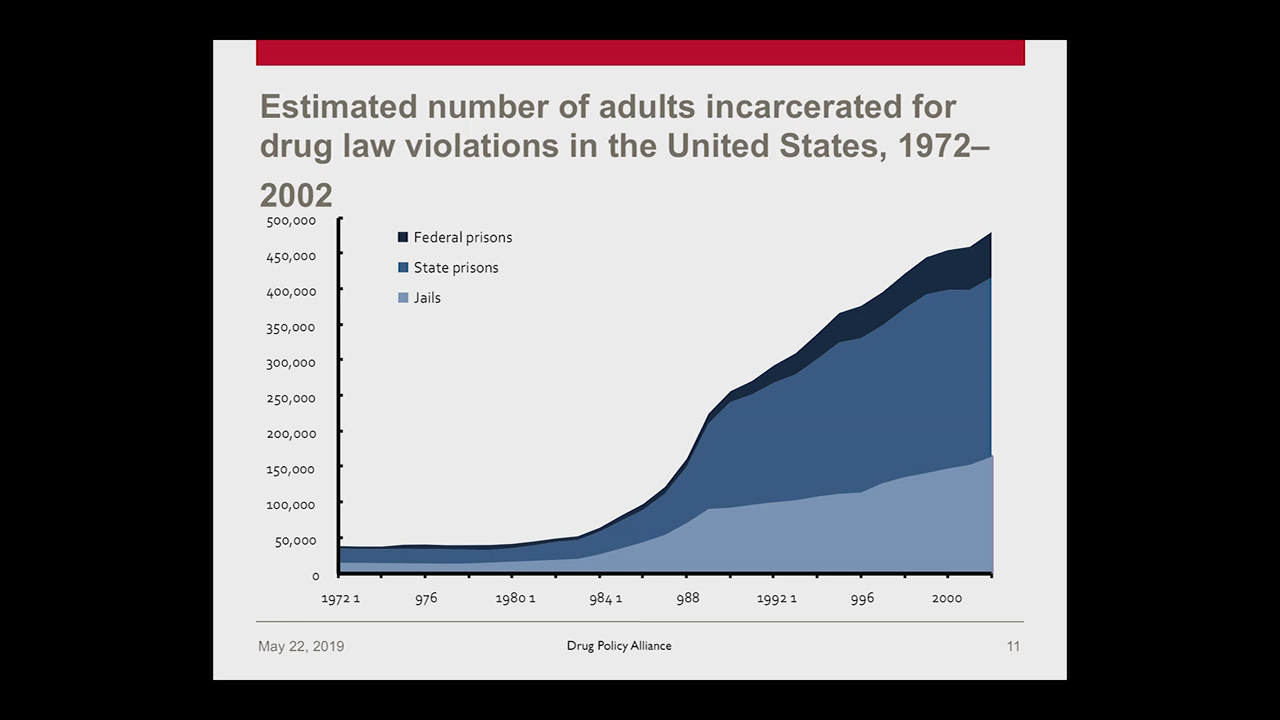 Estimated number of adults incarcerated for
drug law violations in the United States, 1972–
2002
500,000
450,000
400,000
350,000
300,000
250,000
200,000
150,000
100,000
50,000
0
Federal prisons
State prisons
Jails
1972 1 976 1980 1 984 1 988 1992 1 996 2000
May 22, 2019 Drug Policy Alliance 11